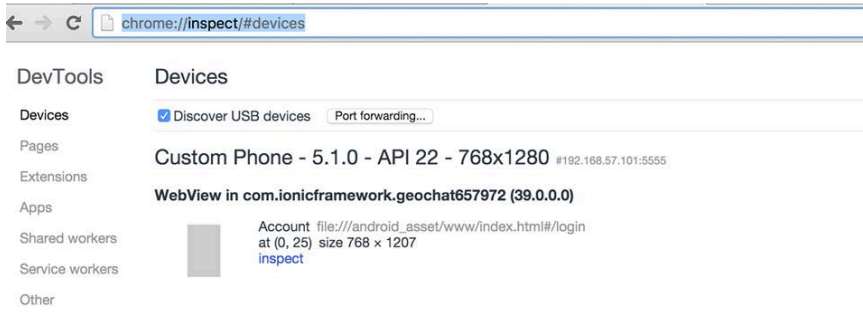 chrome://inspect/#devices
DevTools
Devices
Pages
Extensions
Apps
Shared workers
Service workers
Other
Devices
Discover USB devices Port forwarding...
Custom Phone - 5.1.0 - API 22 - 768x1280 #192.168.57.101:5555
WebView in com.ionicframework.geochat657972 (39.0.0.0)
Account file:///android_asset/www/index.html#/login
at (0, 25) size 768 × 1207
inspect